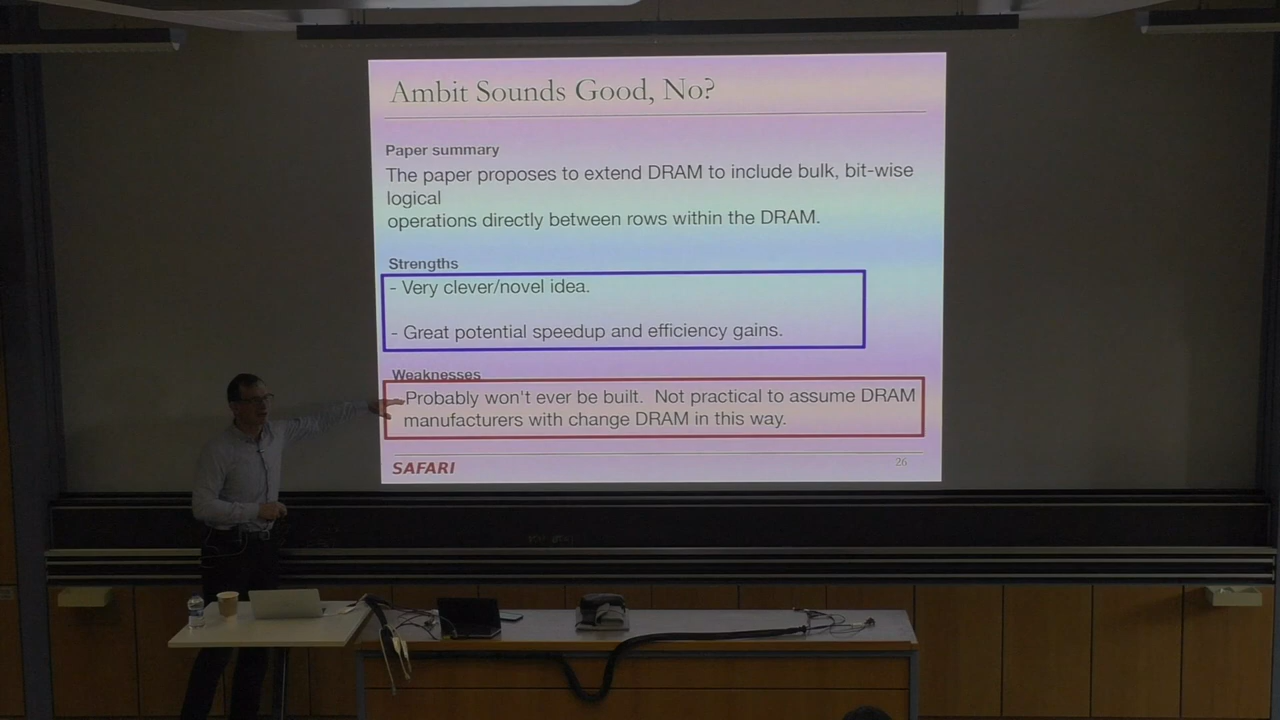 Ambit Sounds Good, No?
Paper summary
The paper proposes to extend DRAM to include bulk, bit-wise
logical
operations directly between rows within the DRAM.
Strengths
- Very clever/novel idea.
- Great potential speedup and efficiency gains.
Weaknesses
Probably won't ever be built. Not practical to assume DRAM
manufacturers with change DRAM in this way.
SAFARI
26